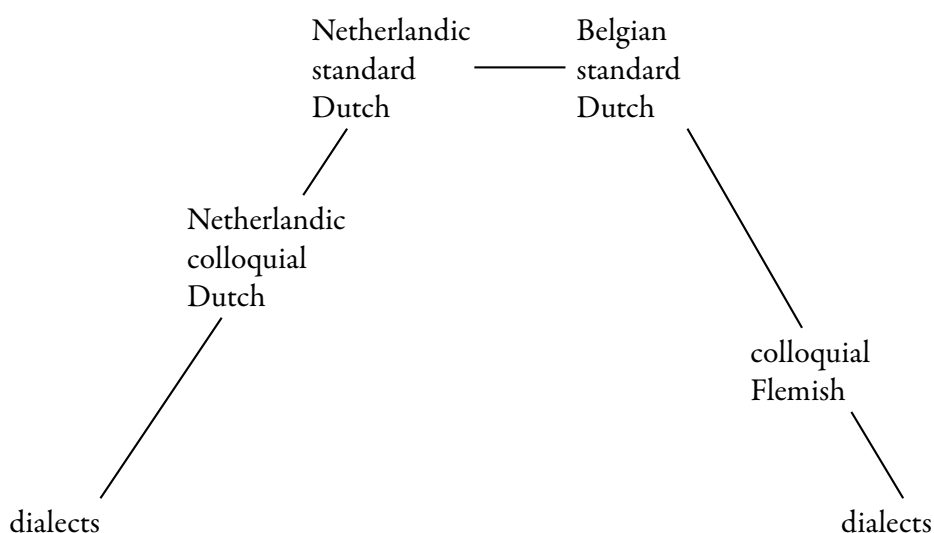 Netherlandic
standard
Dutch
Belgian
standard
Dutch
Netherlandic
colloquial
Dutch
colloquial
Flemish
dialects
dialects